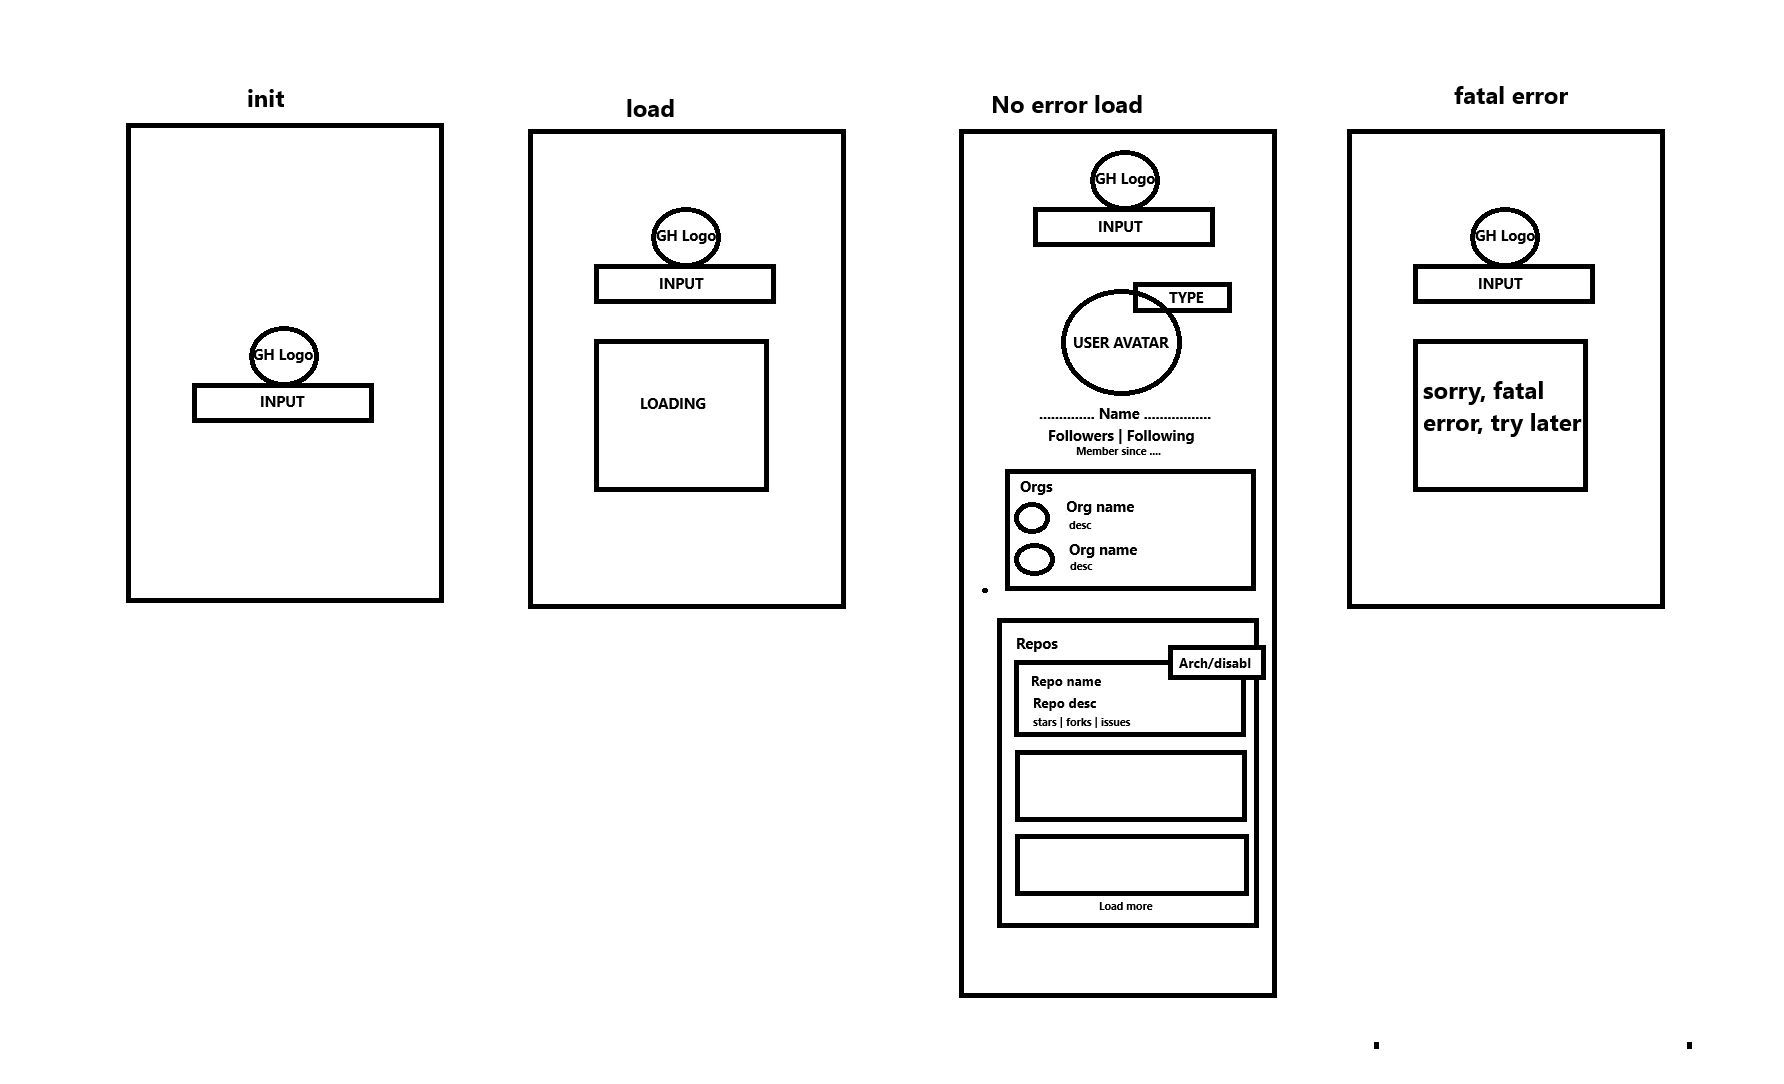 init
GH Logo
INPUT
load
GH Logo
INPUT
LOADING
No error load
GH Logo
INPUT
TYPE
USER AVATAR
.............. Name .................
Followers | Following
Member since ....
Orgs
Org name
desc
Org name
desc
Repos
Arch/disabl
Repo name
Repo desc
stars | forks | issues
Load more
fatal error
GH Logo
INPUT
sorry, fatal
error, try later